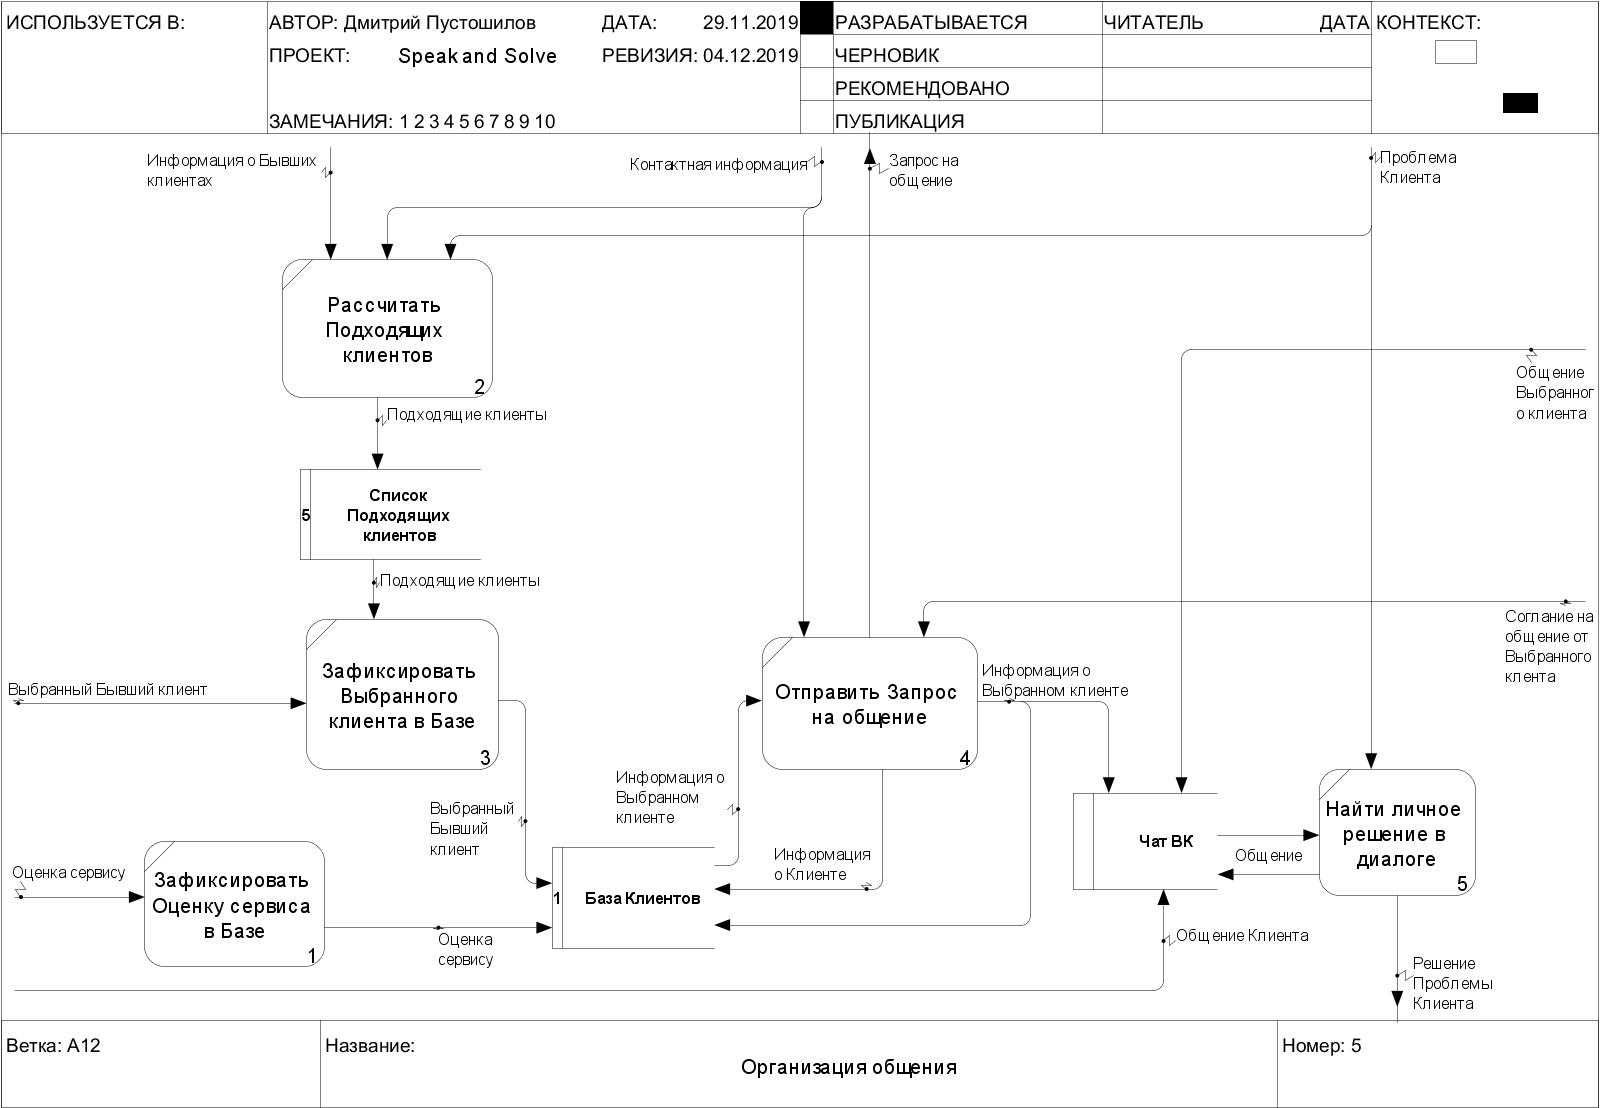 ИСПОЛЬЗУЕТСЯ В:
АВТОР: Дмитрий Пустошилов
ДАТА: 29.11.2019
РАЗРАБАТЫВАЕТСЯ
ЧИТАТЕЛЬ
ДАТА
КОНТЕКСТ:
ПРОЕКТ: Speak and Solve
РЕВИЗИЯ: 04.12.2019
ЧЕРНОВИК
РЕКОМЕНДОВАНО
ЗАМЕЧАНИЯ: 1 2 3 4 5 6 7 8 9 10
ПУБЛИКАЦИЯ
Информация о Бывших
клиентах
Контактная информация
Запрос на
общение
Проблема
Клиента
Рассчитать
Подходящих
клиентов
2
Общение
Выбранног
о клиента
Подходящие клиенты
Список
Подходящих
клиентов
5
Подходящие клиенты
Соглание на
общение от
Выбранного
клента
Выбранный Бывший клиент
Зафиксировать
Выбранного
клиента в Базе
3
Отправить Запрос
на общение
4
Информация о
Выбранном клиенте
Информация о
Выбранном
клиенте
Выбранный
Бывший
клиент
Найти личное
решение в
диалоге
5
Чат ВК
Общение
Информация
о Клиенте
Оценка сервису
Зафиксировать
Оценку сервиса
в Базе
1
1
База Клиентов
Оценка
сервису
Общение Клиента
Решение
Проблемы
Клиента
Ветка: A12
Название:
Организация общения
Номер: 5